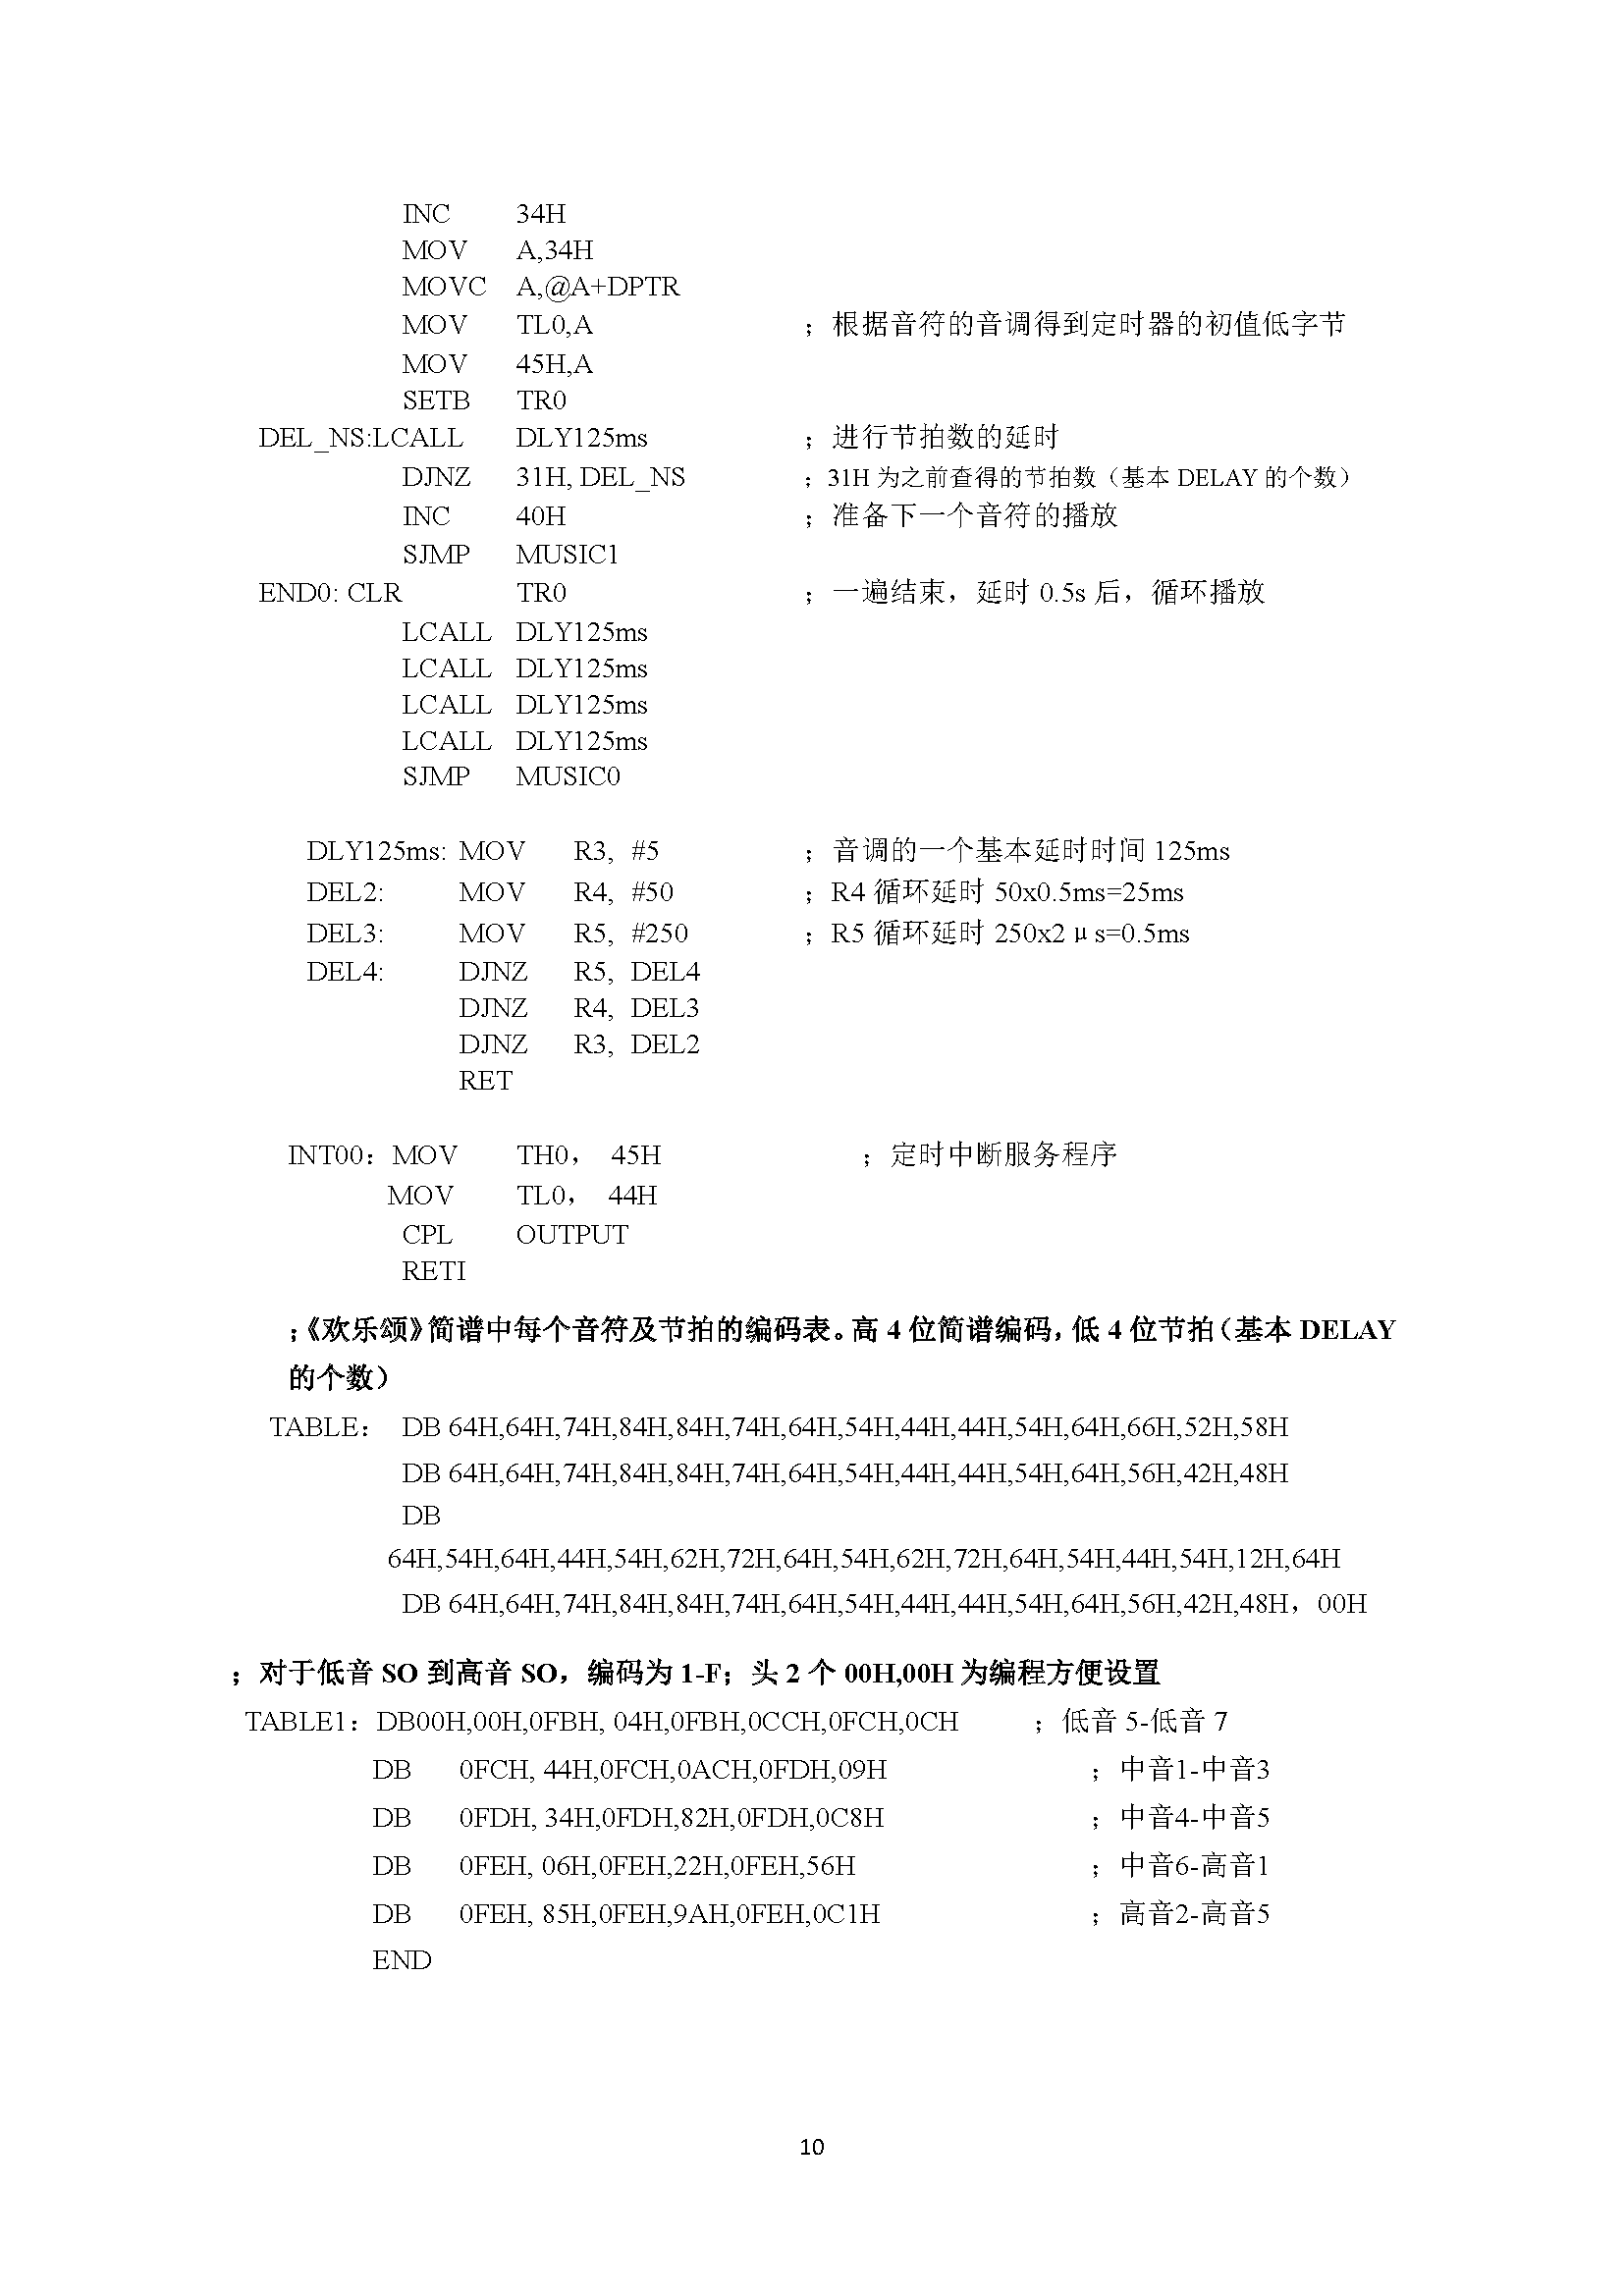 INC 34H
MOV A,34H
MOVC A,@A+DPTR
MOV TL0,A ；根据音符的音调得到定时器的初值低字节
MOV 45H,A
SETB TR0
DEL_NS:LCALL DLY125ms ；进行节拍数的延时
DJNZ 31H, DEL_NS ；31H 为之前查得的节拍数（基本 DELAY 的个数）
INC 40H ；准备下一个音符的播放
SJMP MUSIC1
END0: CLR TR0 ；一遍结束，延时 0.5s 后，循环播放
LCALL DLY125ms
LCALL DLY125ms
LCALL DLY125ms
LCALL DLY125ms
SJMP MUSIC0
DLY125ms: MOV R3, #5 ；音调的一个基本延时时间 125ms
DEL2: MOV R4, #50 ；R4 循环延时 50x0.5ms=25ms
DEL3: MOV R5, #250 ；R5 循环延时 250x2μs=0.5ms
DEL4: DJNZ R5, DEL4
DJNZ R4, DEL3
DJNZ R3, DEL2
RET
INT00：MOV TH0， 45H ；定时中断服务程序
MOV TL0， 44H
CPL OUTPUT
RETI
；《欢乐颂》简谱中每个音符及节拍的编码表。高 4 位简谱编码，低 4 位节拍（基本 DELAY
的个数）
TABLE： DB 64H,64H,74H,84H,84H,74H,64H,54H,44H,44H,54H,64H,66H,52H,58H
DB 64H,64H,74H,84H,84H,74H,64H,54H,44H,44H,54H,64H,56H,42H,48H
DB
64H,54H,64H,44H,54H,62H,72H,64H,54H,62H,72H,64H,54H,44H,54H,12H,64H
DB 64H,64H,74H,84H,84H,74H,64H,54H,44H,44H,54H,64H,56H,42H,48H，00H
；对于低音 SO 到高音 SO，编码为 1-F；头 2 个 00H,00H 为编程方便设置
TABLE1：DB00H,00H,0FBH, 04H,0FBH,0CCH,0FCH,0CH ；低音 5-低音 7
DB 0FCH, 44H,0FCH,0ACH,0FDH,09H ；中音1-中音3
DB 0FDH, 34H,0FDH,82H,0FDH,0C8H ；中音4-中音5
DB 0FEH, 06H,0FEH,22H,0FEH,56H ；中音6-高音1
DB 0FEH, 85H,0FEH,9AH,0FEH,0C1H ；高音2-高音5
END
10